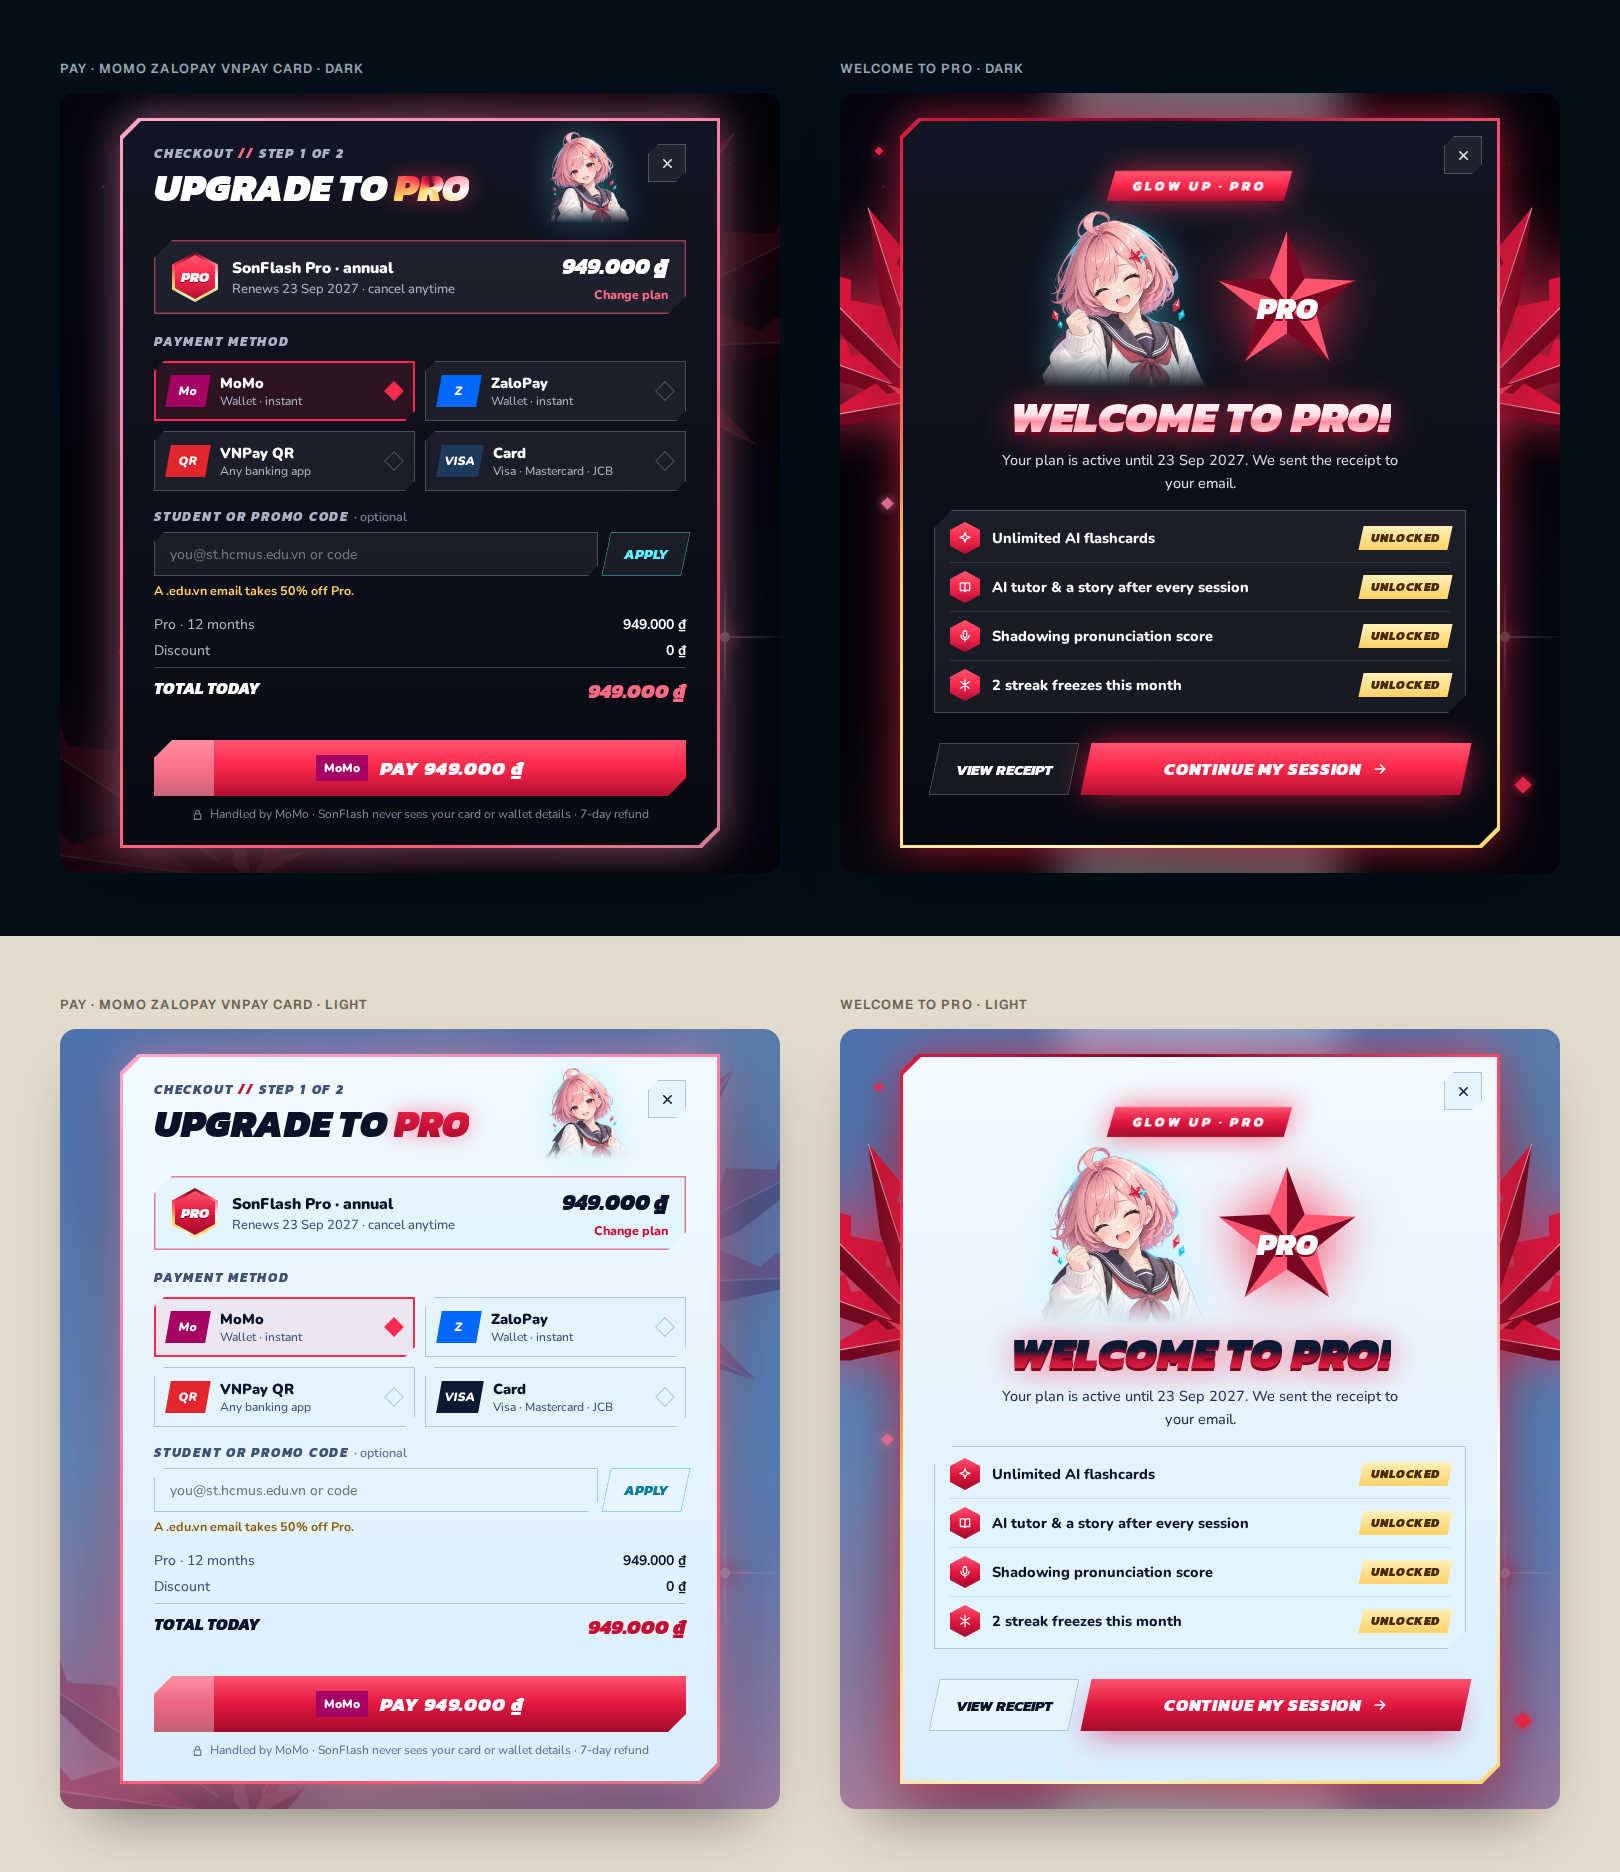 PAY · MOMO ZALOPAY VNPAY CARD · DARK
CHECKOUT // STEP 1 OF 2
UPGRADE TO PRO
PRO
SonFlash Pro · annual
949.000 ₫
Renews 23 Sep 2027 · cancel anytime
Change plan
PAYMENT METHOD
Mo
MoMo
Wallet · instant
Z
ZaloPay
Wallet · instant
QR
VNPay QR
Any banking app
VISA
Card
Visa · Mastercard · JCB
STUDENT OR PROMO CODE · optional
you@st.hcmus.edu.vn or code
APPLY
A .edu.vn email takes 50% off Pro.
Pro · 12 months 949.000 ₫
Discount 0 ₫
TOTAL TODAY 949.000 ₫
MoMo PAY 949.000 ₫
Handled by MoMo · SonFlash never sees your card or wallet details · 7-day refund
WELCOME TO PRO · DARK
GLOW UP · PRO
PRO
WELCOME TO PRO!
Your plan is active until 23 Sep 2027. We sent the receipt to
your email.
Unlimited AI flashcards UNLOCKED
AI tutor & a story after every session UNLOCKED
Shadowing pronunciation score UNLOCKED
2 streak freezes this month UNLOCKED
VIEW RECEIPT
CONTINUE MY SESSION →
PAY · MOMO ZALOPAY VNPAY CARD · LIGHT
CHECKOUT // STEP 1 OF 2
UPGRADE TO PRO
PRO
SonFlash Pro · annual
949.000 ₫
Renews 23 Sep 2027 · cancel anytime
Change plan
PAYMENT METHOD
Mo
MoMo
Wallet · instant
Z
ZaloPay
Wallet · instant
QR
VNPay QR
Any banking app
VISA
Card
Visa · Mastercard · JCB
STUDENT OR PROMO CODE · optional
you@st.hcmus.edu.vn or code
APPLY
A .edu.vn email takes 50% off Pro.
Pro · 12 months 949.000 ₫
Discount 0 ₫
TOTAL TODAY 949.000 ₫
MoMo PAY 949.000 ₫
Handled by MoMo · SonFlash never sees your card or wallet details · 7-day refund
WELCOME TO PRO · LIGHT
GLOW UP · PRO
PRO
WELCOME TO PRO!
Your plan is active until 23 Sep 2027. We sent the receipt to
your email.
Unlimited AI flashcards UNLOCKED
AI tutor & a story after every session UNLOCKED
Shadowing pronunciation score UNLOCKED
2 streak freezes this month UNLOCKED
VIEW RECEIPT
CONTINUE MY SESSION →